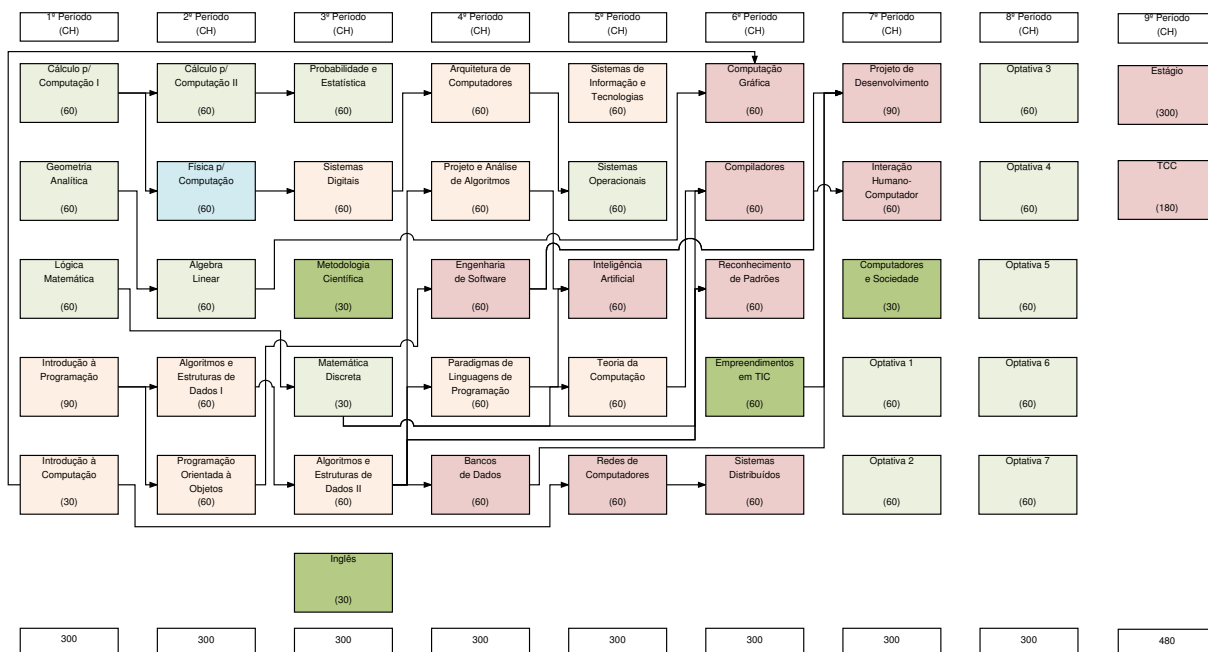 1º Período
(CH)
2º Período
(CH)
3º Período
(CH)
4º Período
(CH)
5º Período
(CH)
6º Período
(CH)
7º Período
(CH)
8º Período
(CH)
9º Período
(CH)
Cálculo p/
Computação I
(60)
Cálculo p/
Computação II
(60)
Probabilidade e
Estatística
(60)
Arquitetura de
Computadores
(60)
Sistemas de
Informação e
Tecnologias
(60)
Computação
Gráfica
(60)
Projeto de
Desenvolvimento
(90)
Optativa 3
(60)
Estágio
(300)
Geometria
Analítica
(60)
Física p/
Computação
(60)
Sistemas
Digitais
(60)
Projeto e Análise
de Algoritmos
(60)
Sistemas
Operacionais
(60)
Compiladores
(60)
Interação
Humano-
Computador
(60)
Optativa 4
(60)
TCC
(180)
Lógica
Matemática
(60)
Álgebra
Linear
(60)
Metodologia
Científica
(30)
Engenharia
de Software
(60)
Inteligência
Artificial
(60)
Reconhecimento
de Padrões
(60)
Computadores
e Sociedade
(30)
Optativa 5
(60)
Introdução à
Programação
(90)
Algoritmos e
Estruturas de
Dados I
(60)
Matemática
Discreta
(30)
Paradigmas de
Linguagens de
Programação
(60)
Teoria da
Computação
(60)
Empreendimentos
em TIC
(60)
Optativa 1
(60)
Optativa 6
(60)
Introdução à
Computação
(30)
Programação
Orientada à
Objetos
(60)
Algoritmos e
Estruturas de
Dados II
(60)
Bancos
de Dados
(60)
Redes de
Computadores
(60)
Sistemas
Distribuídos
(60)
Optativa 2
(60)
Optativa 7
(60)
Inglês
(30)
300
300
300
300
300
300
300
300
480